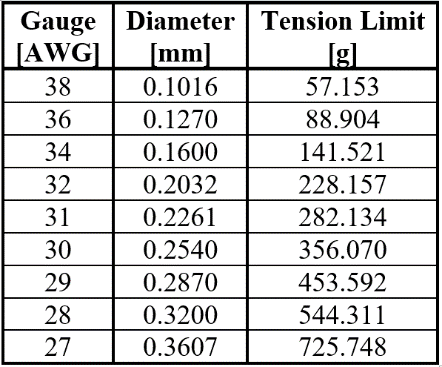 Gauge Diameter Tension Limit
[AWG] [mm] [g]
38 0.1016 57.153
36 0.1270 88.904
34 0.1600 141.521
32 0.2032 228.157
31 0.2261 282.134
30 0.2540 356.070
29 0.2870 453.592
28 0.3200 544.311
27 0.3607 725.748